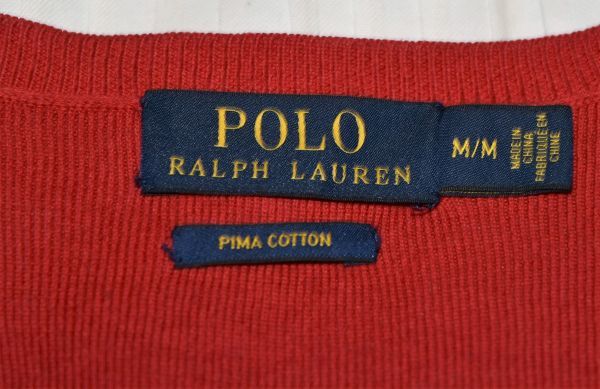 POLO
RALPH LAUREN
M/M
MADE IN
CHINA
FABRIQUÉ EN
CHINE
PIMA COTTON